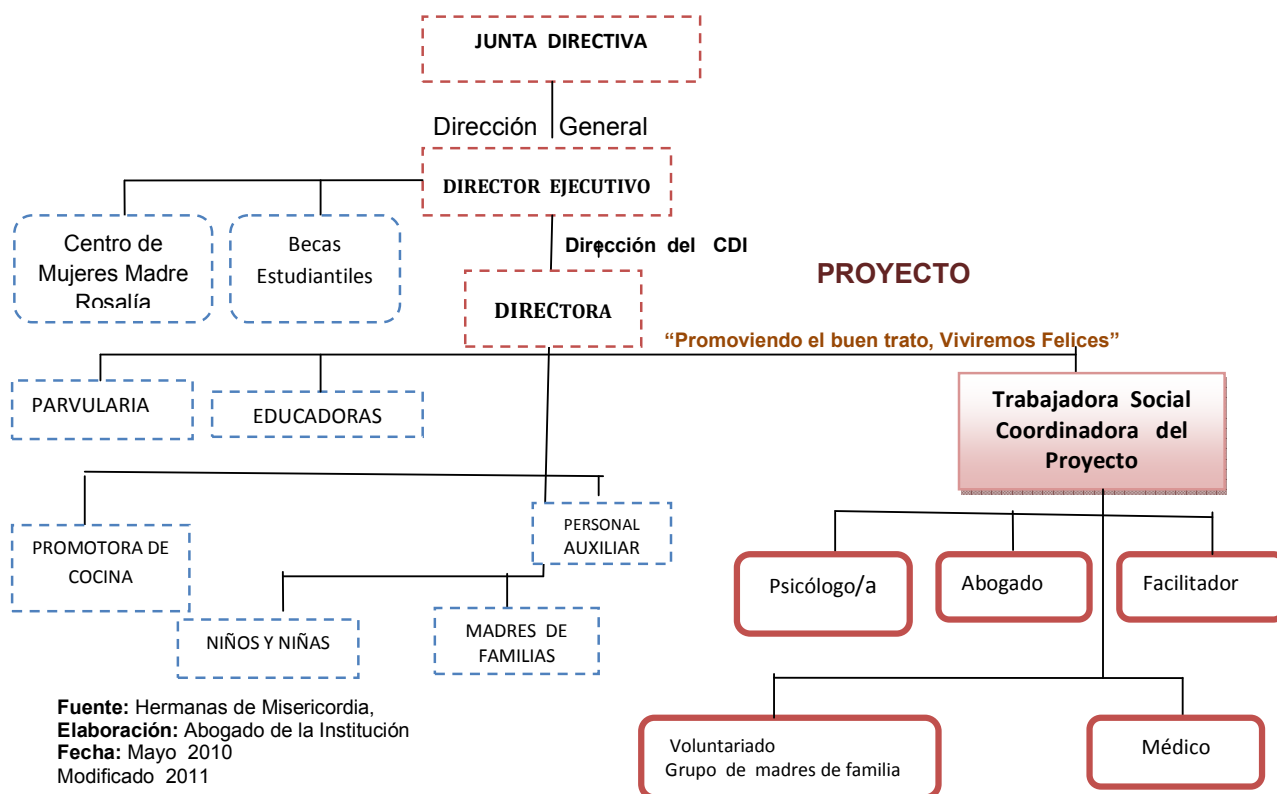 JUNTA DIRECTIVA
Dirección General
DIRECTOR EJECUTIVO
Centro de
Mujeres Madre
Rosalía
Becas
Estudiantiles
Dirección del CDI
PROYECTO
DIRECTORA
“Promoviendo el buen trato, Viviremos Felices”
PARVULARIA
EDUCADORAS
Trabajadora Social
Coordinadora del
Proyecto
PROMOTORA DE
COCINA
PERSONAL
AUXILIAR
Psicólogo/a
Abogado
Facilitador
NIÑOS Y NIÑAS
MADRES DE
FAMILIAS
Fuente: Hermanas de Misericordia,
Elaboración: Abogado de la Institución
Fecha: Mayo 2010
Modificado 2011
Voluntariado
Grupo de madres de familia
Médico